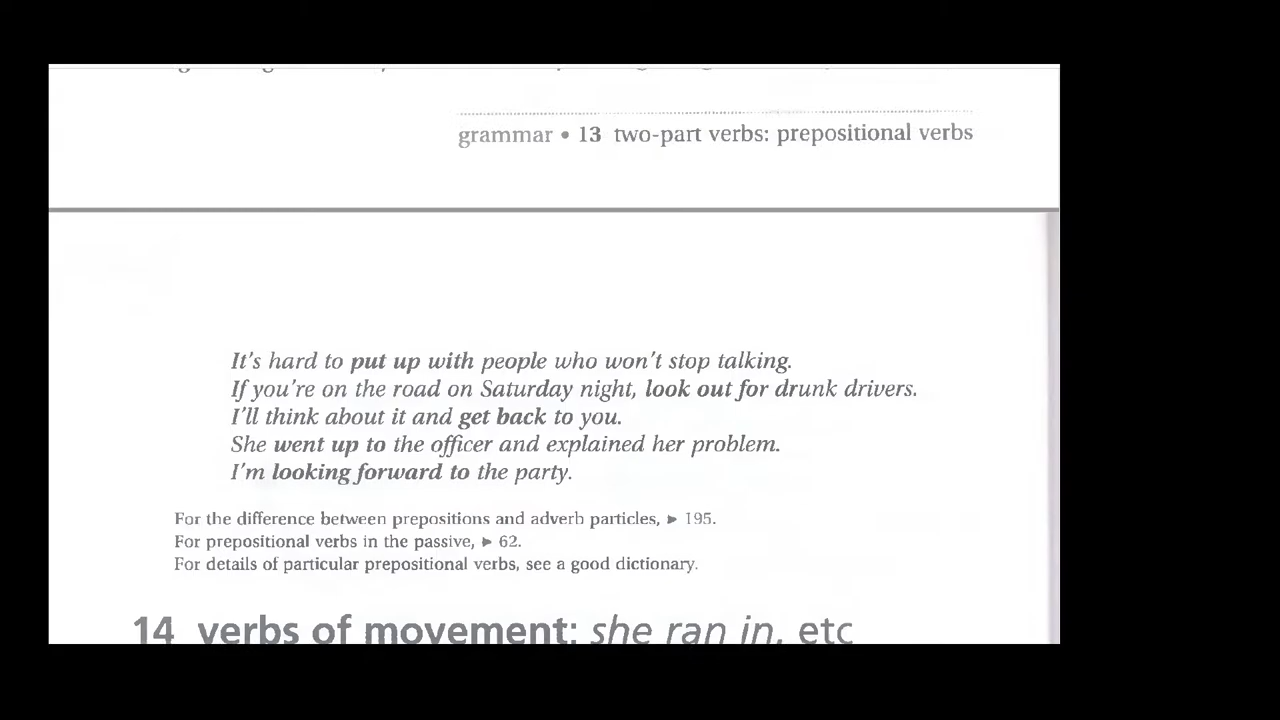 grammar • 13 two-part verbs: prepositional verbs
It's hard to put up with people who won't stop talking.
If you're on the road on Saturday night, look out for drunk drivers.
I'll think about it and get back to you.
She went up to the officer and explained her problem.
I'm looking forward to the party.
For the difference between prepositions and adverb particles, ▶ 195.
For prepositional verbs in the passive, ▶ 62.
For details of particular prepositional verbs, see a good dictionary.
14 verbs of movement: she ran in, etc